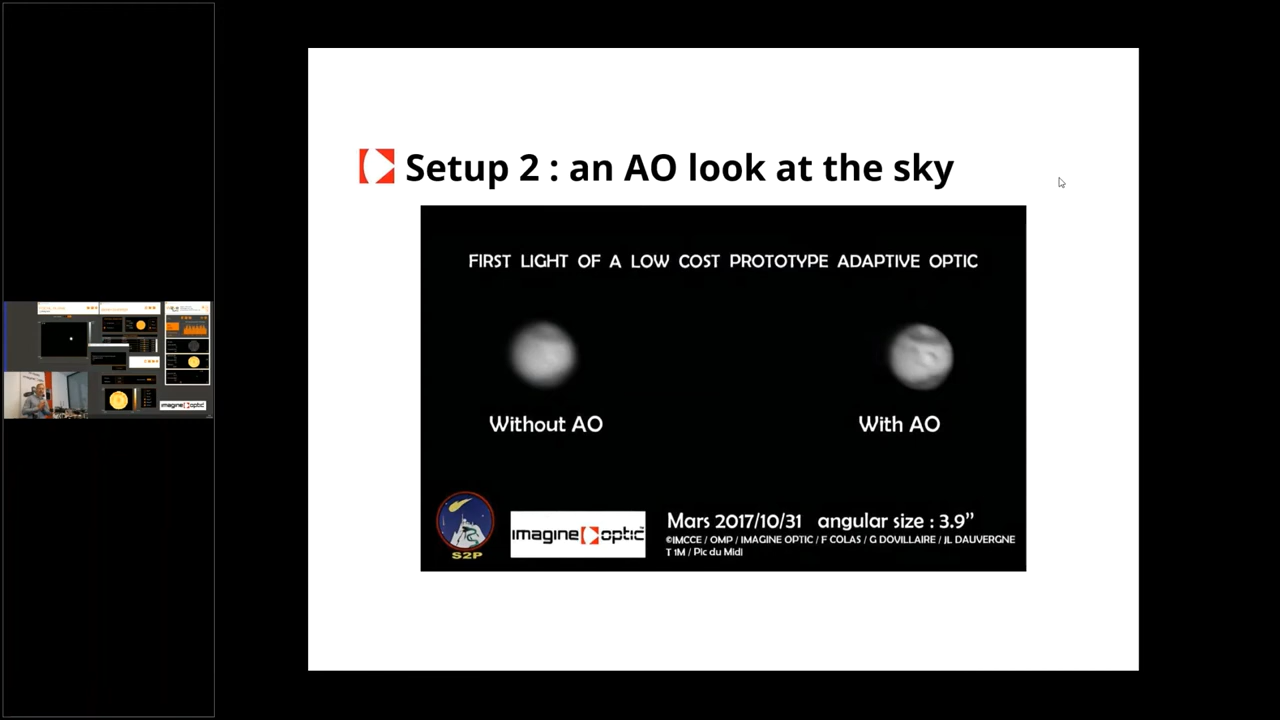 Setup 2 : an AO look at the sky
FIRST LIGHT OF A LOW COST PROTOTYPE ADAPTIVE OPTIC
Without AO
With AO
S2P
imagine optic
Mars 2017/10/31 angular size : 3.9"
©IMCCE / OMP / IMAGINE OPTIC / F COLAS / G DOVILLAIRE / JL DAUVERGNE
T 1M / Pic du Midi
imagine optic